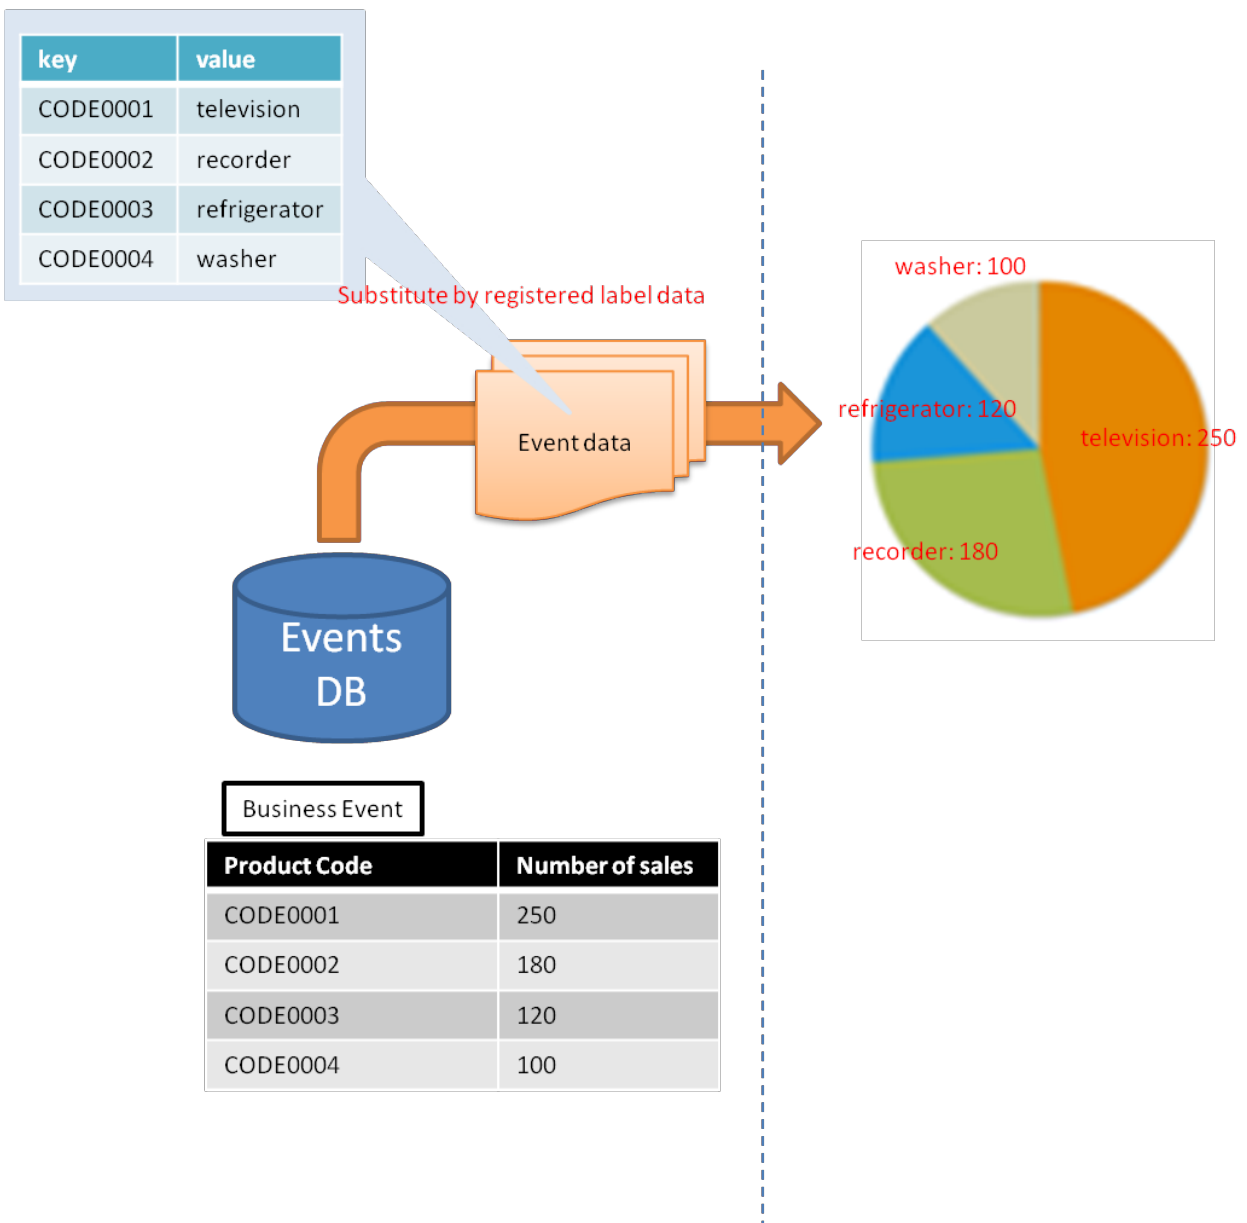 key value
CODE0001 television
CODE0002 recorder
CODE0003 refrigerator
CODE0004 washer
Substitute by registered label data
Event data
Events
DB
washer: 100
refrigerator: 120
television: 250
recorder: 180
Business Event
Product Code Number of sales
CODE0001 250
CODE0002 180
CODE0003 120
CODE0004 100